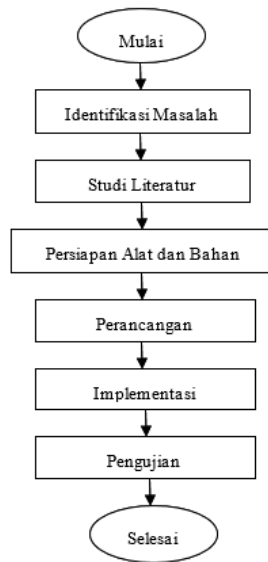 Mulai
Identifikasi Masalah
Studi Literatur
Persiapan Alat dan Bahan
Perancangan
Implementasi
Pengujian
Selesai